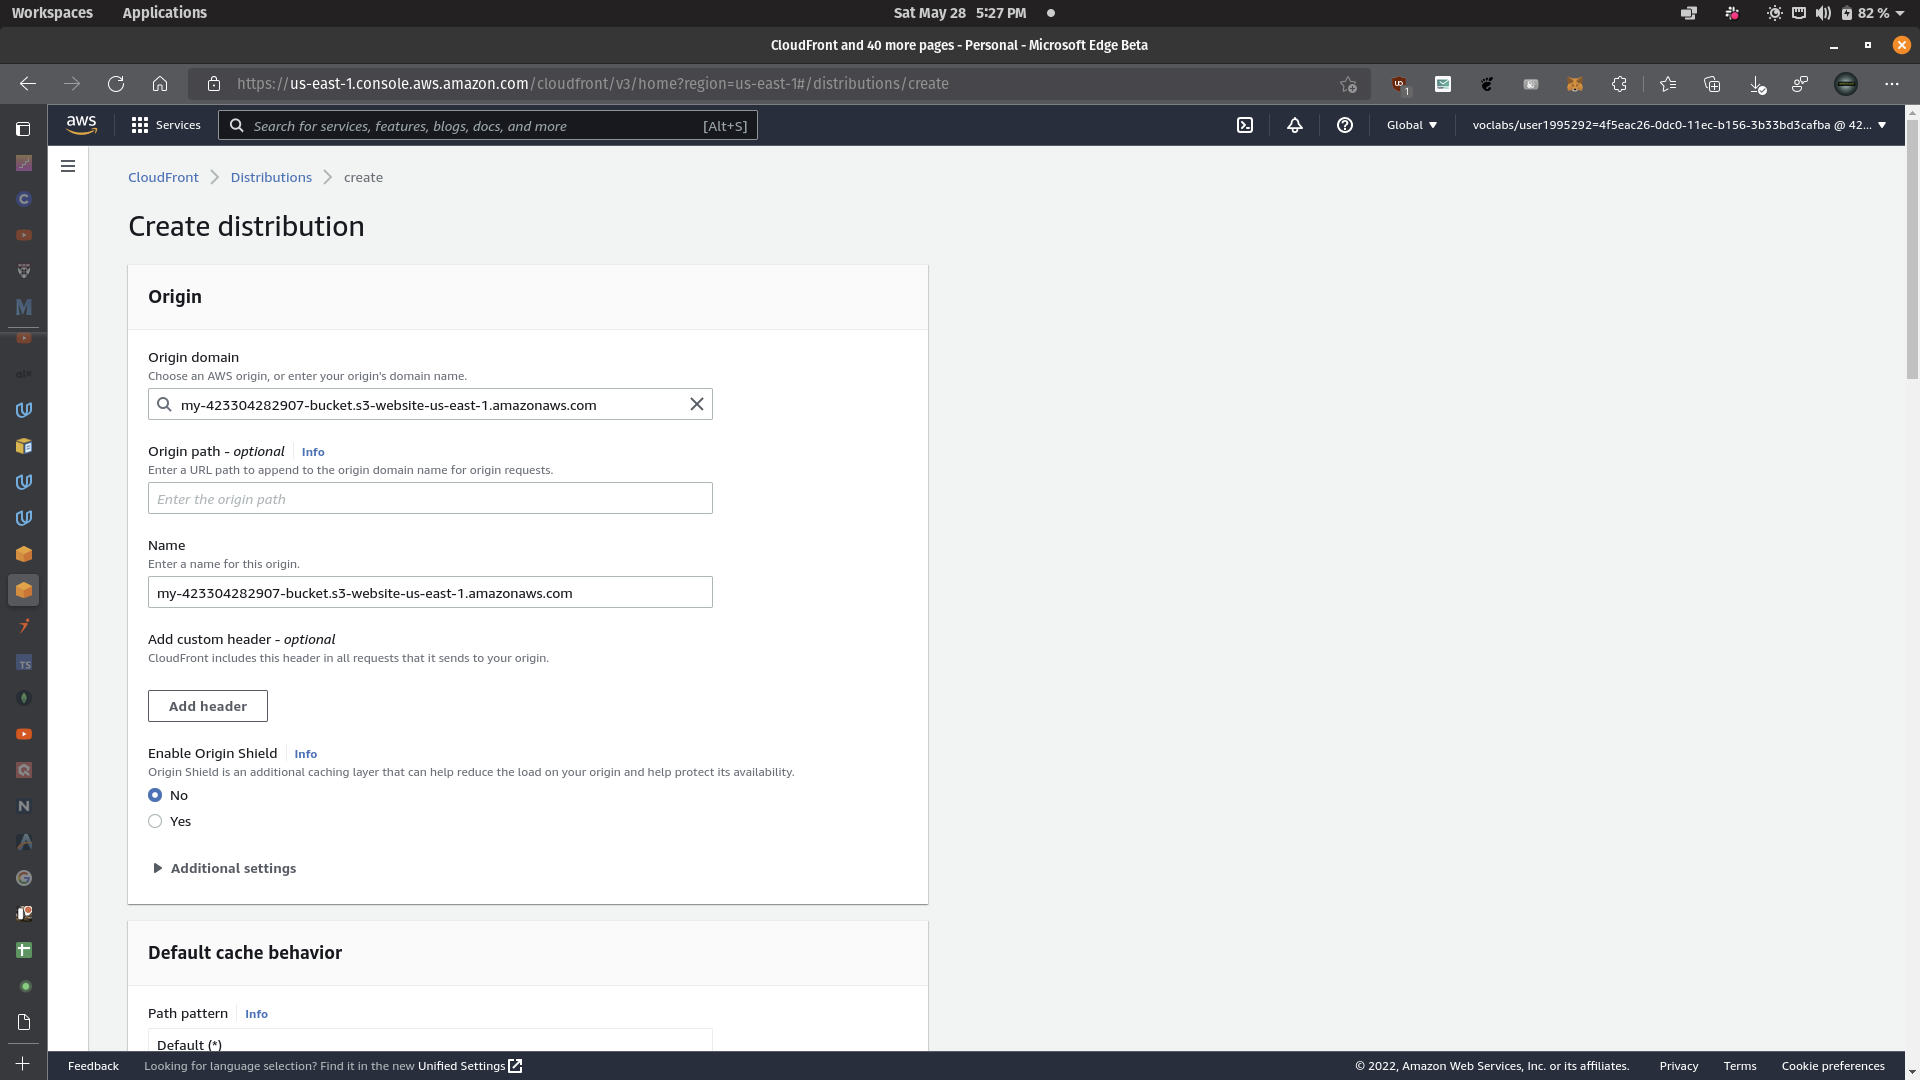 Workspaces Applications Sat May 28 5:27 PM 82 %
CloudFront and 40 more pages - Personal - Microsoft Edge Beta
https://us-east-1.console.aws.amazon.com/cloudfront/v3/home?region=us-east-1#/distributions/create
1
aws Services Search for services, features, blogs, docs, and more [Alt+S] Global voclabs/user1995292=4f5eac26-0dc0-11ec-b156-3b33bd3cafba @ 42...
CloudFront Distributions create
Create distribution
Origin
Origin domain
Choose an AWS origin, or enter your origin's domain name.
my-423304282907-bucket.s3-website-us-east-1.amazonaws.com
Origin path - optional Info
Enter a URL path to append to the origin domain name for origin requests.
Enter the origin path
Name
Enter a name for this origin.
my-423304282907-bucket.s3-website-us-east-1.amazonaws.com
Add custom header - optional
CloudFront includes this header in all requests that it sends to your origin.
Add header
Enable Origin Shield Info
Origin Shield is an additional caching layer that can help reduce the load on your origin and help protect its availability.
No
Yes
Additional settings
Default cache behavior
Path pattern Info
Default (*)
Feedback Looking for language selection? Find it in the new Unified Settings © 2022, Amazon Web Services, Inc. or its affiliates. Privacy Terms Cookie preferences